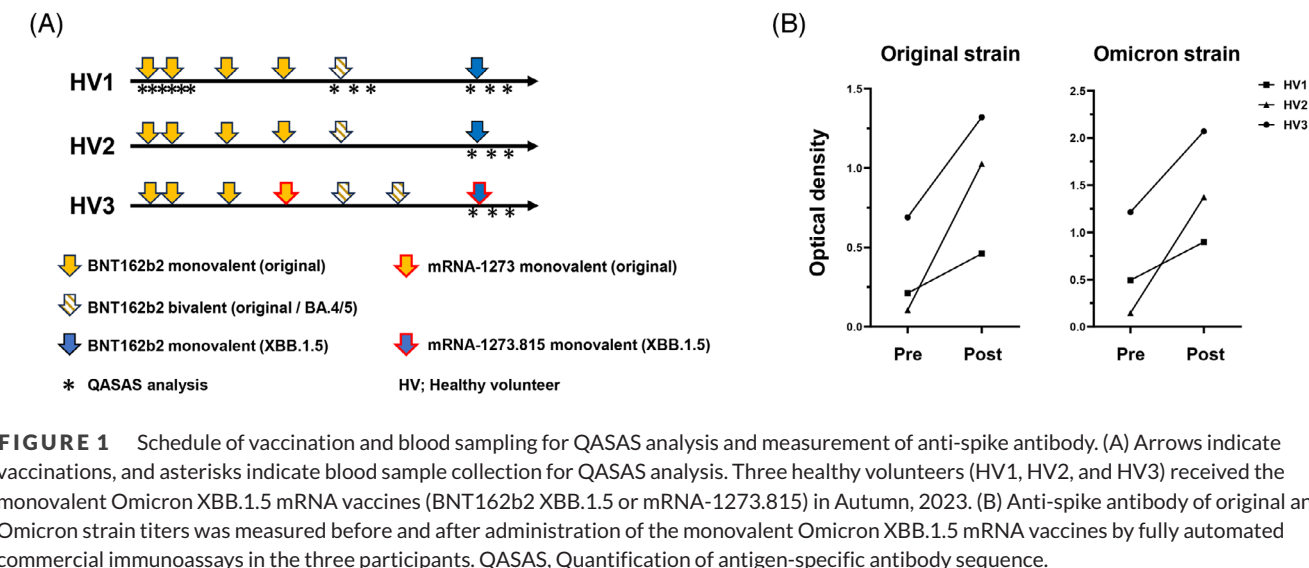 (A)
HV1
******
* * *
* * *
HV2
* * *
HV3
* * *
BNT162b2 monovalent (original)
mRNA-1273 monovalent (original)
BNT162b2 bivalent (original / BA.4/5)
BNT162b2 monovalent (XBB.1.5)
mRNA-1273.815 monovalent (XBB.1.5)
* QASAS analysis
HV; Healthy volunteer
(B)
Original strain
Optical density
1.5
1.0
0.5
0.0
Pre Post
Omicron strain
2.5
2.0
1.5
1.0
0.5
0.0
Pre Post
HV1
HV2
HV3
FIGURE 1 Schedule of vaccination and blood sampling for QASAS analysis and measurement of anti-spike antibody. (A) Arrows indicate
vaccinations, and asterisks indicate blood sample collection for QASAS analysis. Three healthy volunteers (HV1, HV2, and HV3) received the
monovalent Omicron XBB.1.5 mRNA vaccines (BNT162b2 XBB.1.5 or mRNA-1273.815) in Autumn, 2023. (B) Anti-spike antibody of original an
Omicron strain titers was measured before and after administration of the monovalent Omicron XBB.1.5 mRNA vaccines by fully automated
commercial immunoassays in the three participants. QASAS, Quantification of antigen-specific antibody sequence.